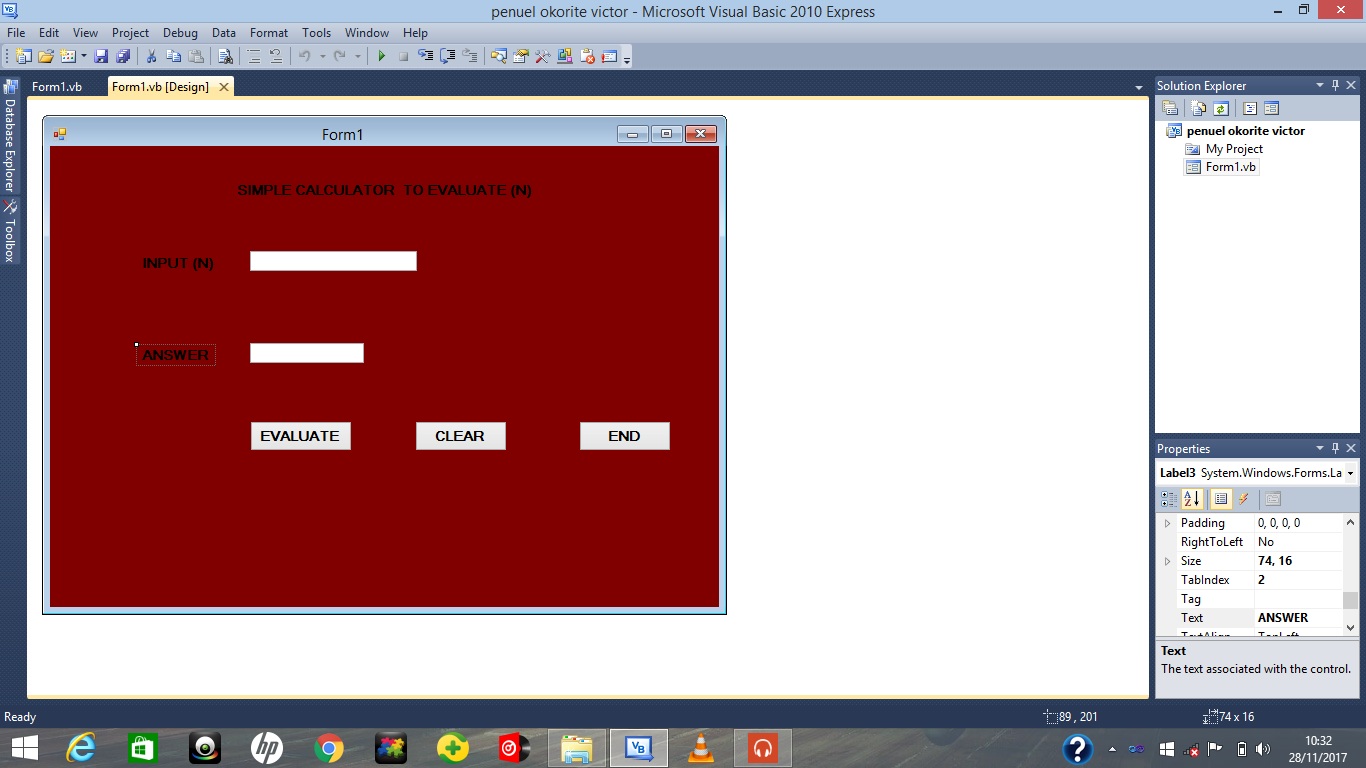 penuel okorite victor - Microsoft Visual Basic 2010 Express
File Edit View Project Debug Data Format Tools Window Help
Form1.vb
Form1.vb [Design]
Database Explorer
Toolbox
Form1
SIMPLE CALCULATOR TO EVALUATE (N)
INPUT (N)
ANSWER
EVALUATE CLEAR END
Solution Explorer
penuel okorite victor
My Project
Form1.vb
Properties
Label3 System.Windows.Forms.La
Padding 0, 0, 0, 0
RightToLeft No
Size 74, 16
TabIndex 2
Tag
Text ANSWER
TextAlign TopLeft
Text
The text associated with the control.
Ready
89 , 201
74 x 16
hp
VB
10:32
28/11/2017